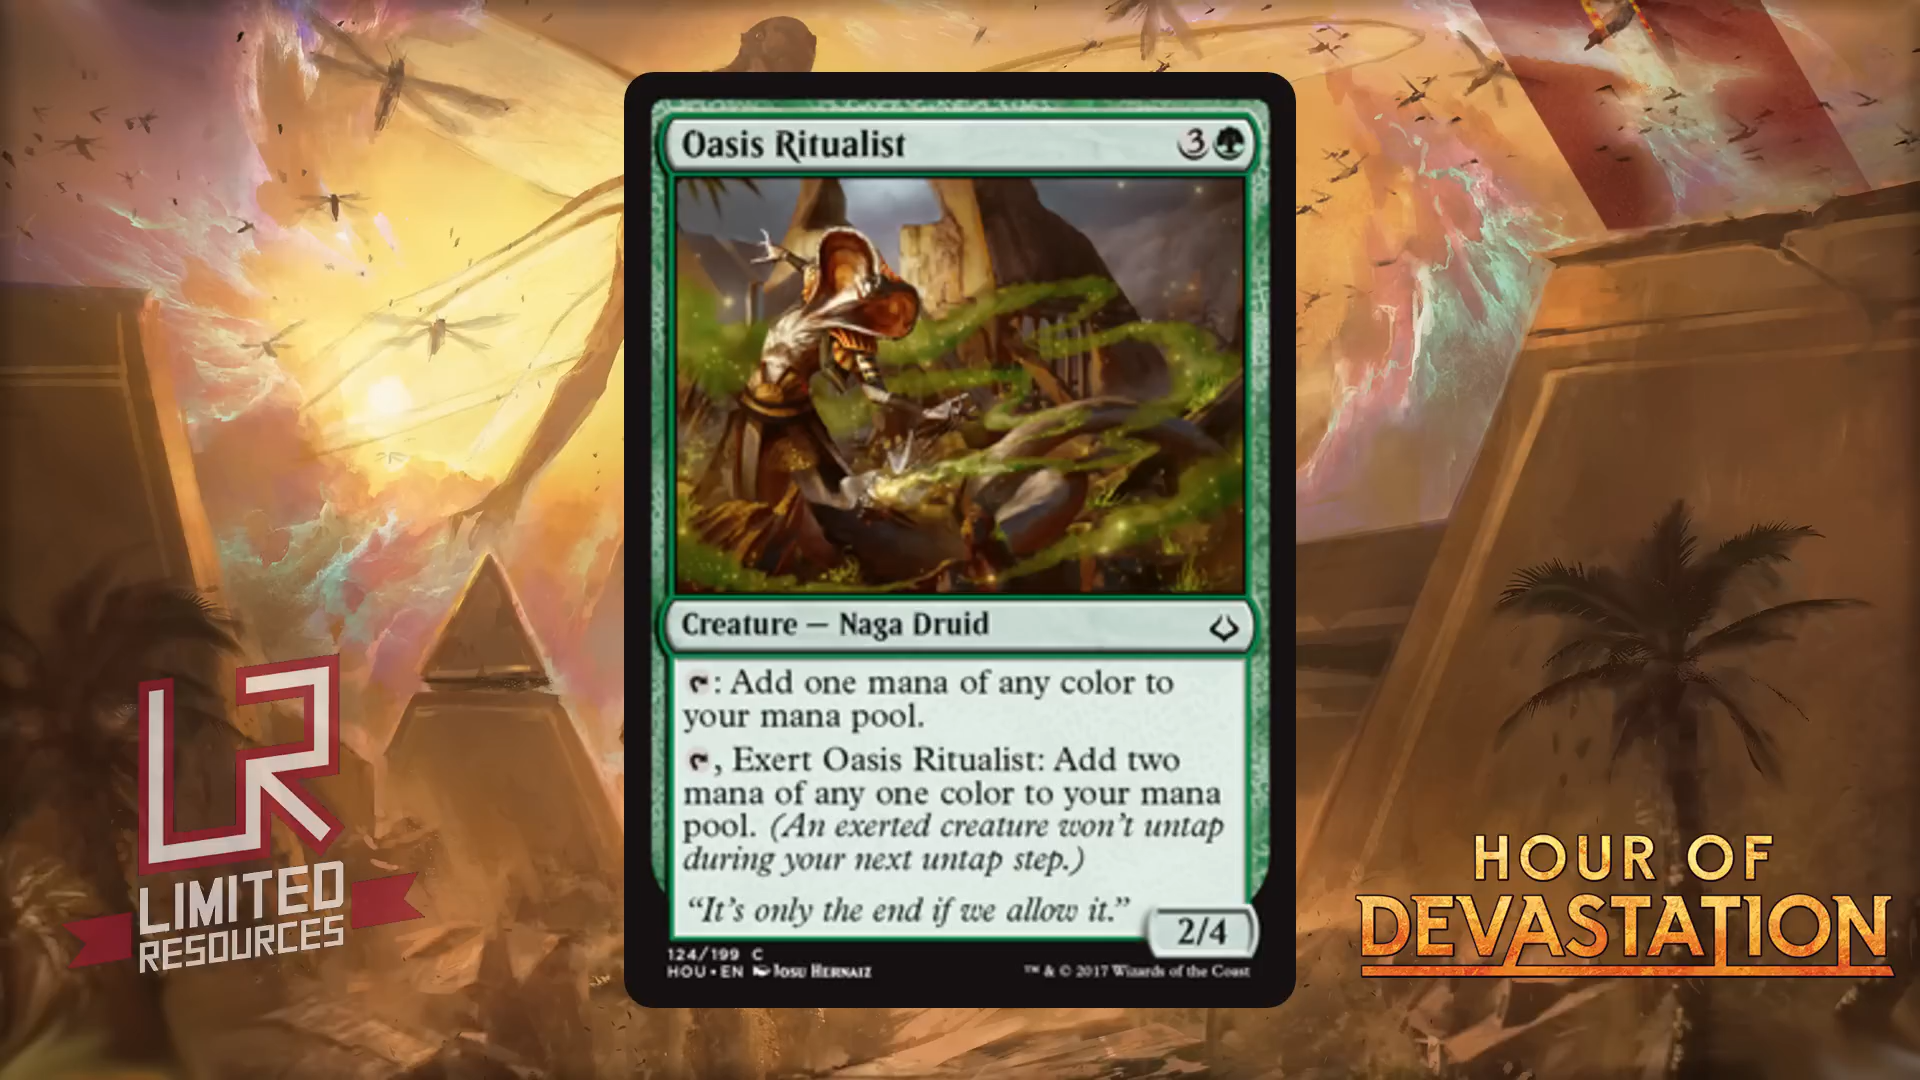 Oasis Ritualist 3
Creature — Naga Druid
: Add one mana of any color to
your mana pool.
, Exert Oasis Ritualist: Add two
mana of any one color to your mana
pool. (An exerted creature won't untap
during your next untap step.)
"It's only the end if we allow it."
2/4
124/199 C
HOU • EN Iosu Hernaiz
™ & © 2017 Wizards of the Coast
LR
LIMITED
RESOURCES
HOUR OF
DEVASTATION